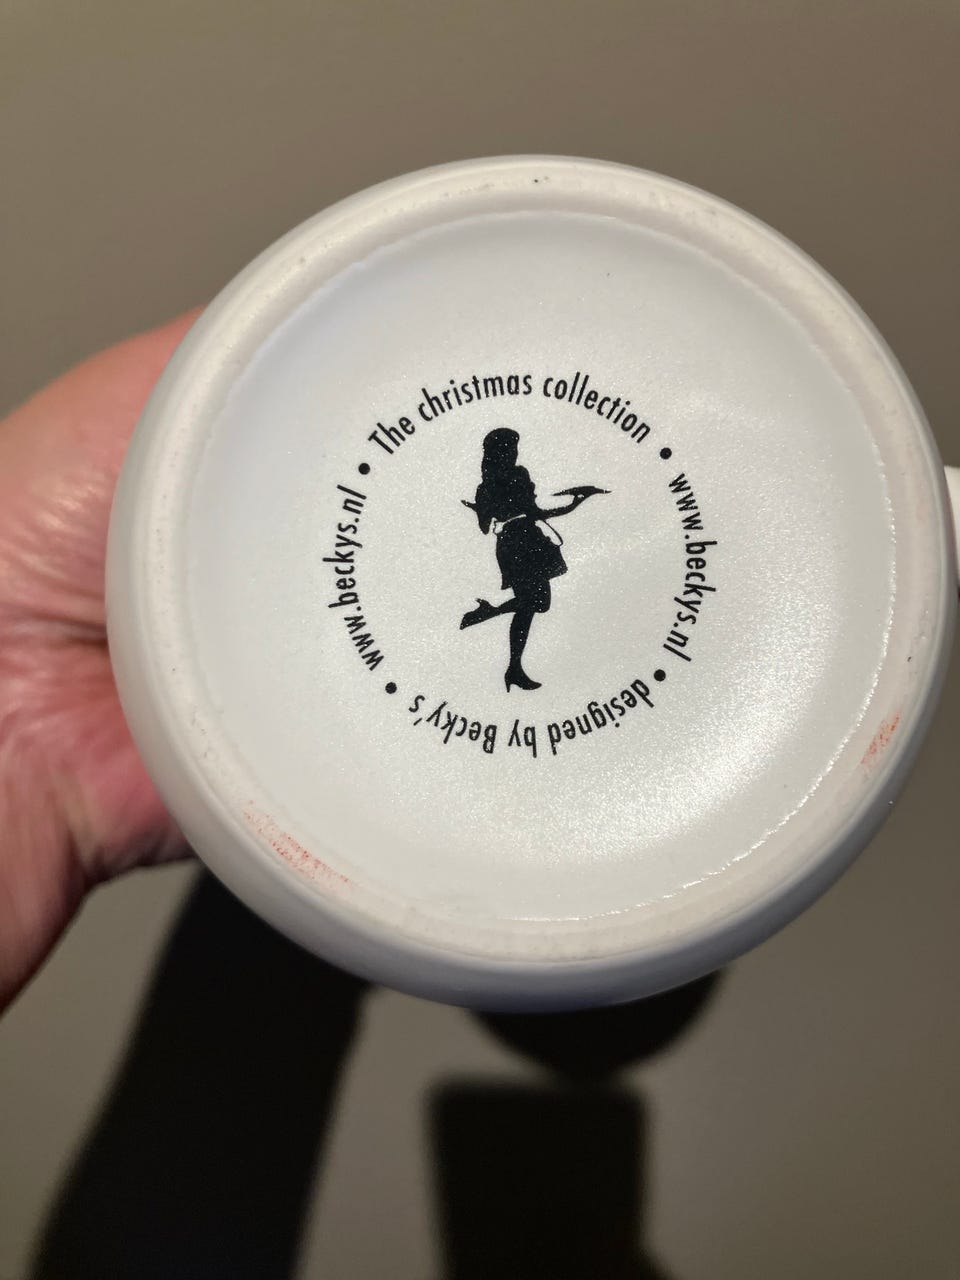 The christmas collection • www.beckys.nl • designed by Becky's • www.beckys.nl •